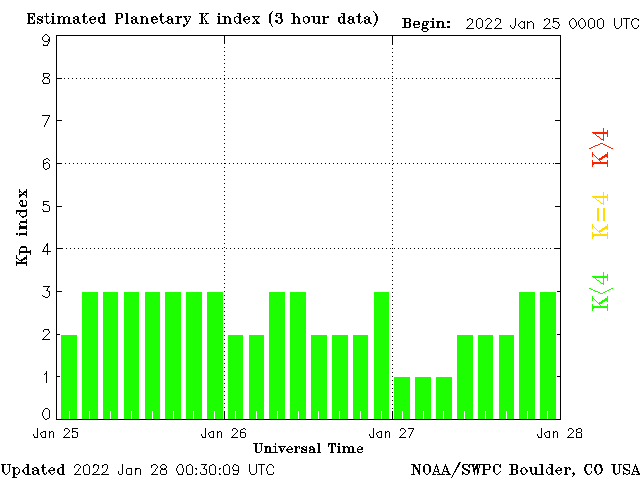 Estimated Planetary K index (3 hour data) Begin: 2022 Jan 25 0000 UTC
9
8
7
6
5
4
3
2
1
0
Kp index
K>4
K=4
K<4
Jan 25 Jan 26 Jan 27 Jan 28
Universal Time
Updated 2022 Jan 28 00:30:09 UTC NOAA/SWPC Boulder, CO USA